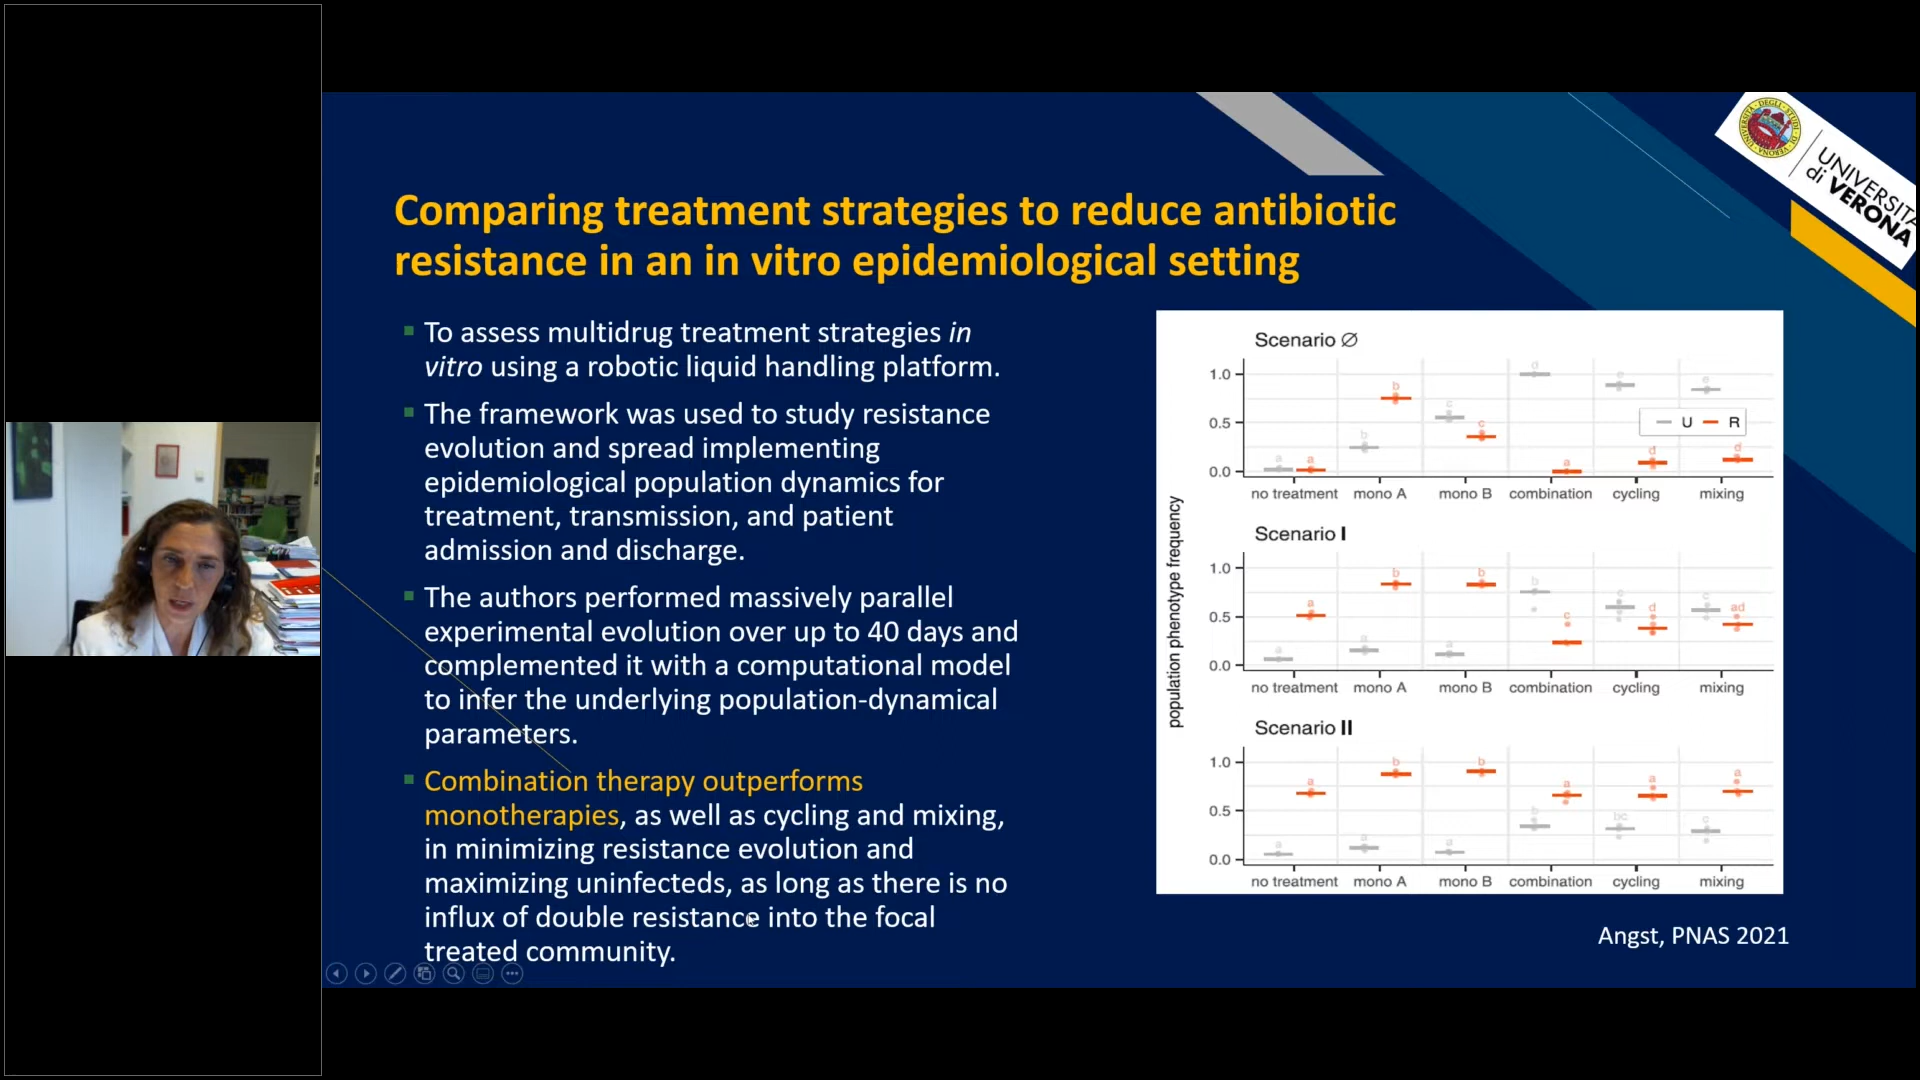 UNIVERSITÀ
di VERONA
Comparing treatment strategies to reduce antibiotic
resistance in an in vitro epidemiological setting
To assess multidrug treatment strategies in
vitro using a robotic liquid handling platform.
The framework was used to study resistance
evolution and spread implementing
epidemiological population dynamics for
treatment, transmission, and patient
admission and discharge.
The authors performed massively parallel
experimental evolution over up to 40 days and
complemented it with a computational model
to infer the underlying population-dynamical
parameters.
Combination therapy outperforms
monotherapies, as well as cycling and mixing,
in minimizing resistance evolution and
maximizing uninfecteds, as long as there is no
influx of double resistance into the focal
treated community.
population phenotype frequency
Scenario Ø
1.0
0.5
0.0
a a b b c c d a e d e d
U R
no treatment mono A mono B combination cycling mixing
Scenario I
1.0
0.5
0.0
a a a b a b b c c d c ad
no treatment mono A mono B combination cycling mixing
Scenario II
1.0
0.5
0.0
a a a b a b b a bc a c a
no treatment mono A mono B combination cycling mixing
Angst, PNAS 2021